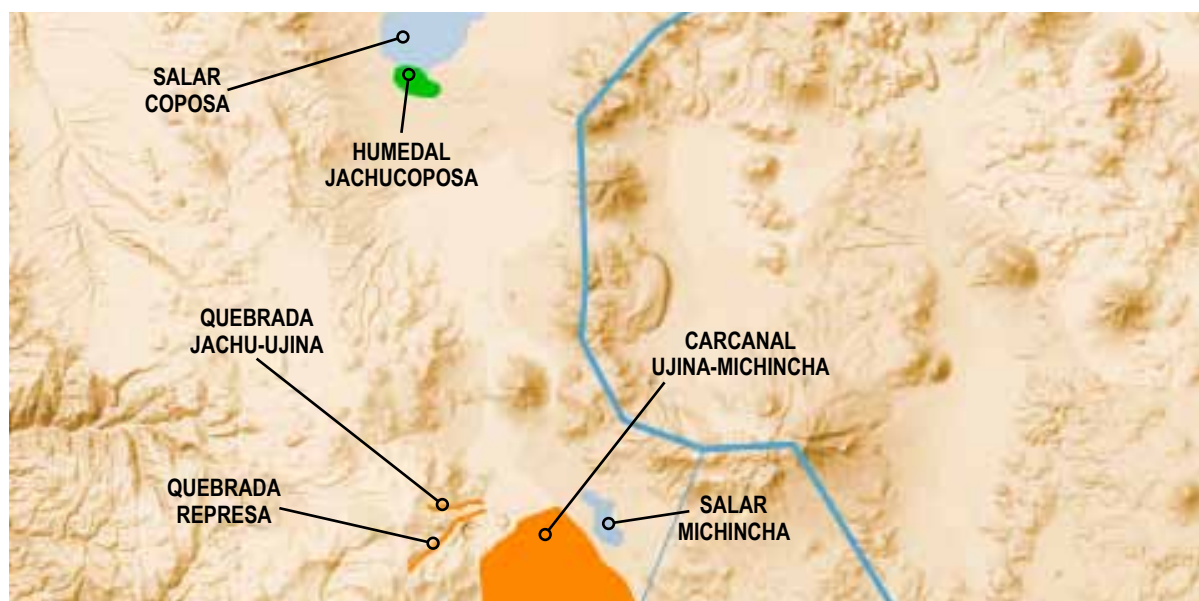 SALAR
COPOSA
HUMEDAL
JACHUCOPOSA
QUEBRADA
JACHU-UJINA
CARCANAL
UJINA-MICHINCHA
QUEBRADA
REPRESA
SALAR
MICHINCHA